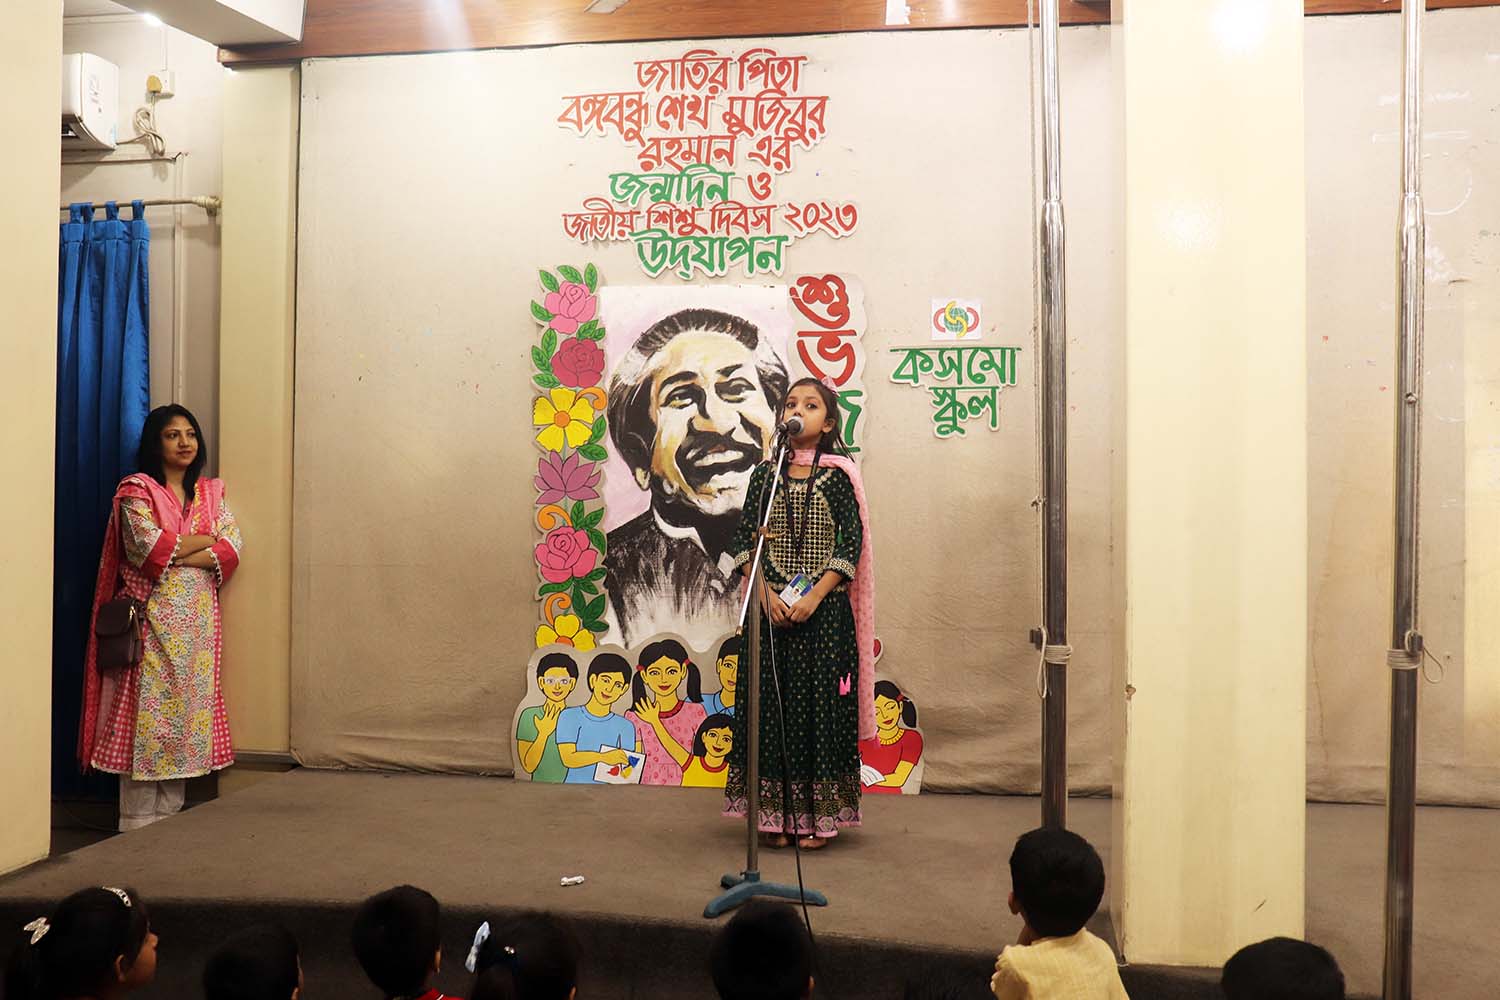 জাতির পিতা
বঙ্গবন্ধু শেখ মুজিবুর
রহমান এর
জন্মদিন ও
জাতীয় শিশু দিবস ২০২৩
উদ্‌যাপন
শুভ
কসমো
স্কুল